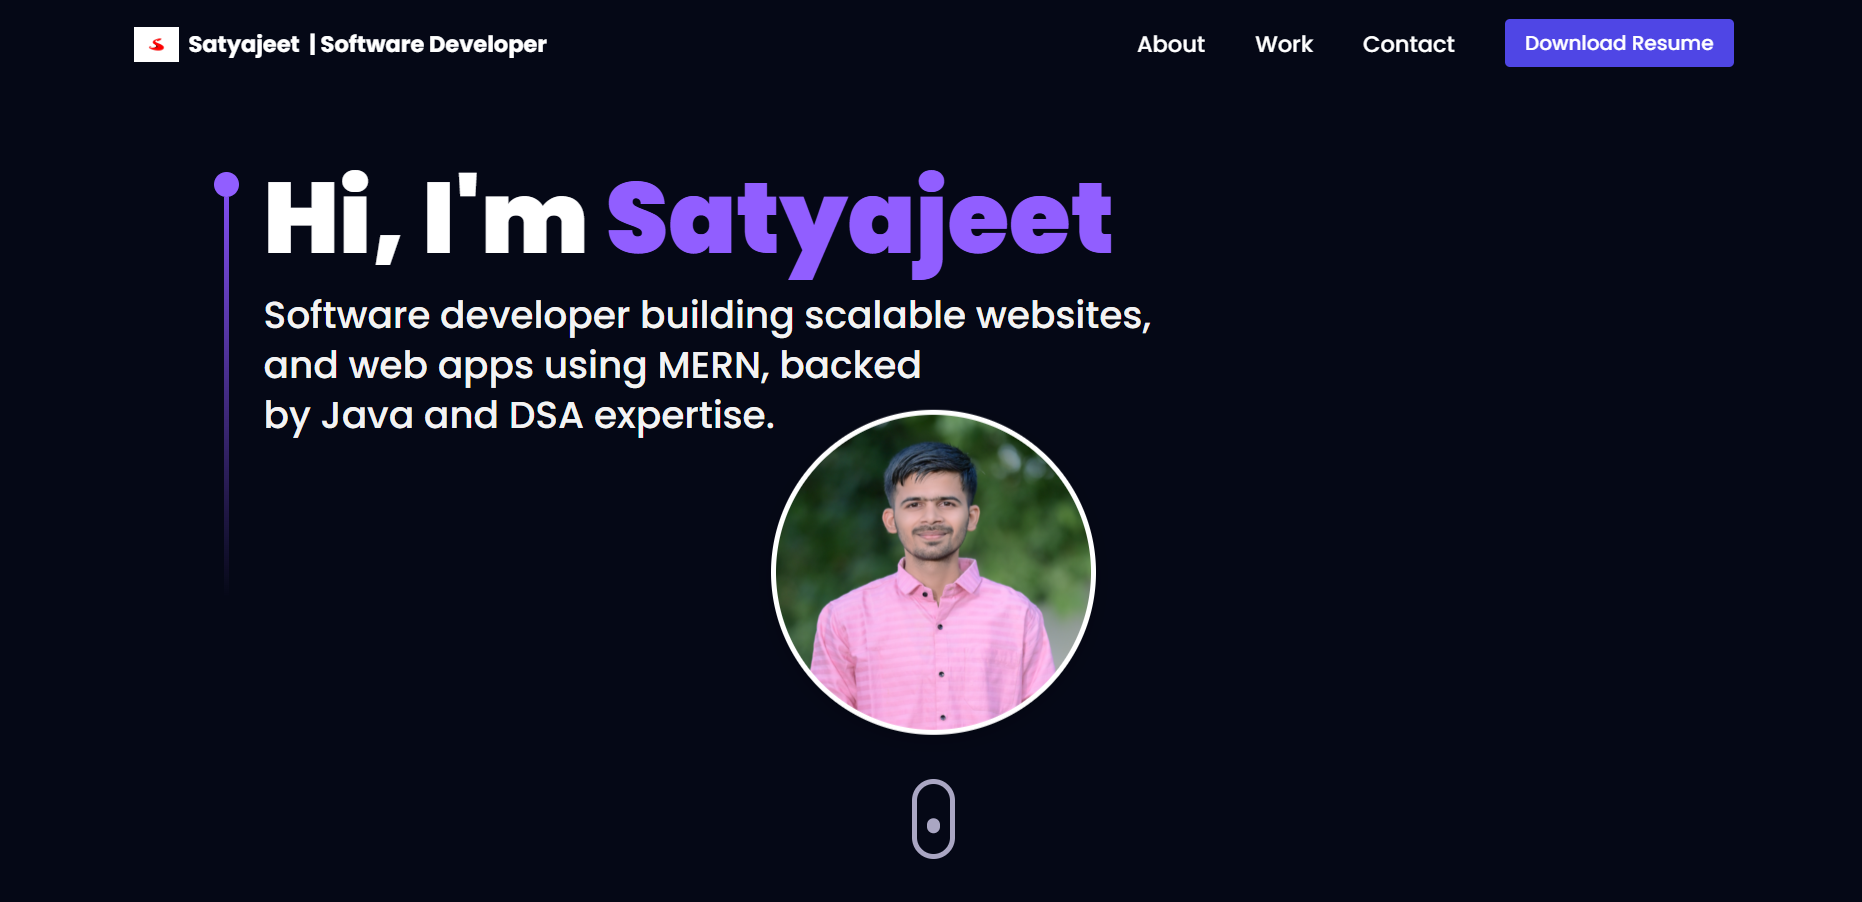 Satyajeet | Software Developer
About
Work
Contact
Download Resume
Hi, I'm Satyajeet
Software developer building scalable websites,
and web apps using MERN, backed
by Java and DSA expertise.